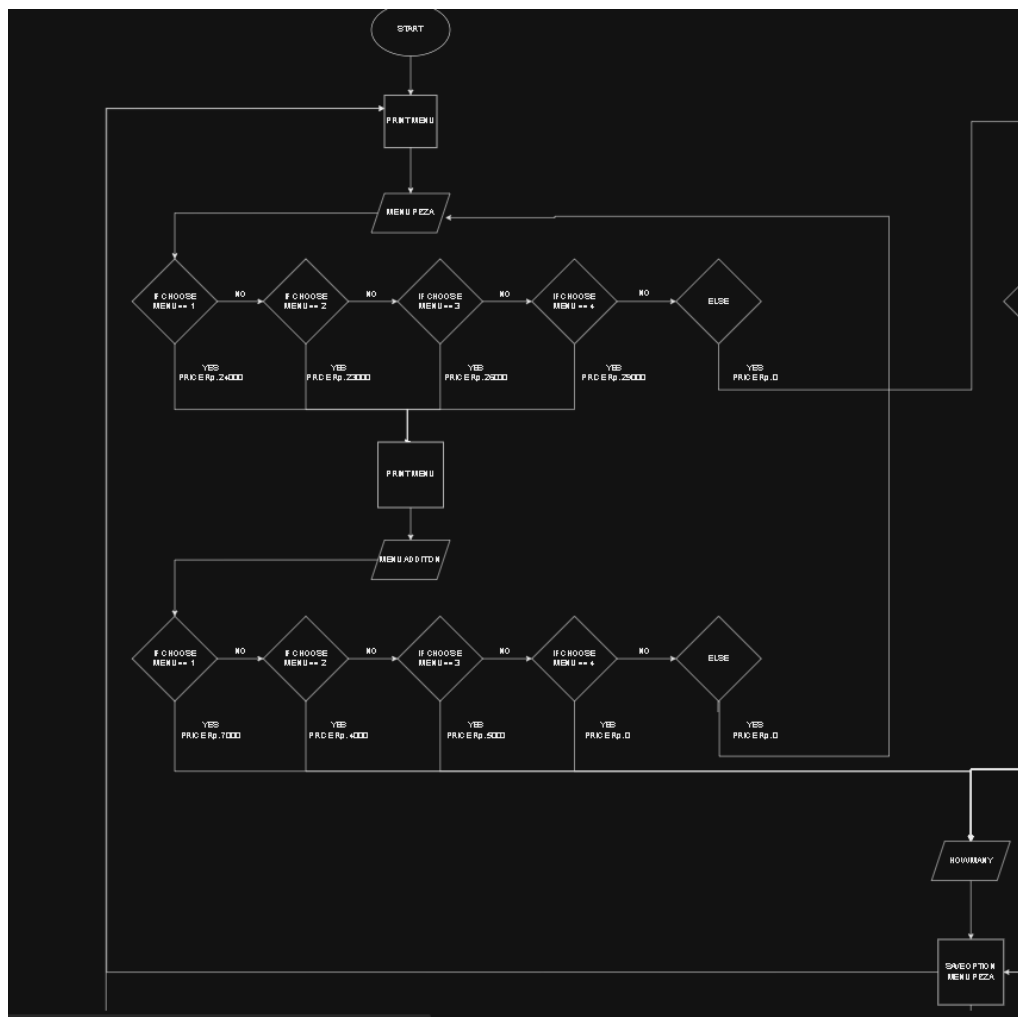 START
PRINT MENU
MENU PIZZA
IF CHOOSE
MENU == 1
NO
IF CHOOSE
MENU == 2
NO
IF CHOOSE
MENU == 3
NO
IF CHOOSE
MENU == 4
NO
ELSE
YES
PRICE Rp.24000
YES
PRICE Rp.23000
YES
PRICE Rp.26000
YES
PRICE Rp.29000
YES
PRICE Rp.0
PRINT MENU
MENU ADDITION
IF CHOOSE
MENU == 1
NO
IF CHOOSE
MENU == 2
NO
IF CHOOSE
MENU == 3
NO
IF CHOOSE
MENU == 4
NO
ELSE
YES
PRICE Rp.7000
YES
PRICE Rp.4000
YES
PRICE Rp.5000
YES
PRICE Rp.0
YES
PRICE Rp.0
HOW MANY
SAVE OPTION
MENU PIZZA